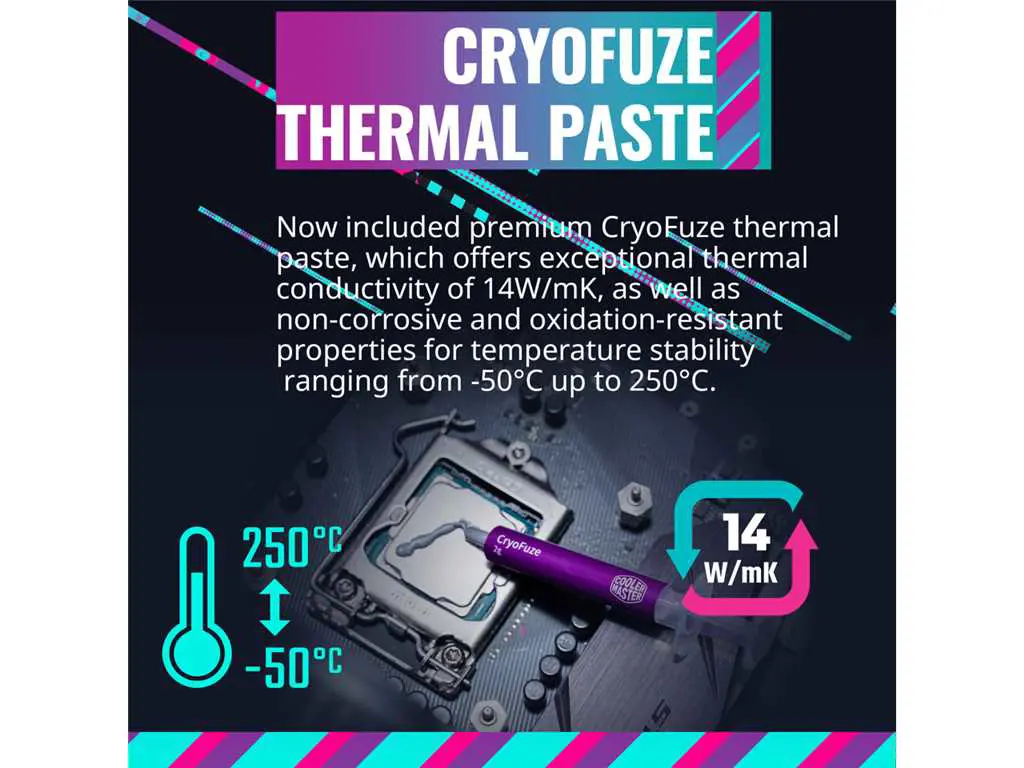 CRYOFUZE
THERMAL PASTE
Now included premium CryoFuze thermal
paste, which offers exceptional thermal
conductivity of 14W/mK, as well as
non-corrosive and oxidation-resistant
properties for temperature stability
ranging from -50°C up to 250°C.
250°C
-50°C
CryoFuze
COOLER
MASTER
14
W/mK